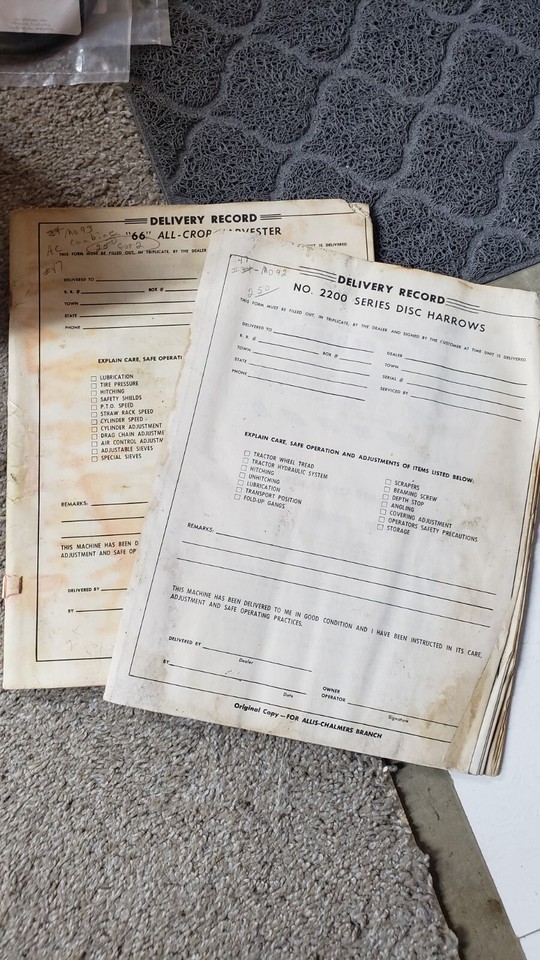 DELIVERY RECORD
"66" ALL-CROP HARVESTER
AC Combine
THIS FORM MUST BE FILLED OUT, IN TRIPLICATE, BY THE DEALER
IS DELIVERED
DELIVERED TO
R. R. # BOX #
TOWN
STATE
PHONE
EXPLAIN CARE, SAFE OPERATI
LUBRICATION
TIRE PRESSURE
HITCHING
SAFETY SHIELDS
P.T.O. SPEED
STRAW RACK SPEED
CYLINDER SPEED
CYLINDER ADJUSTMENT
DRAG CHAIN ADJUSTME
AIR CONTROL ADJUSTM
ADJUSTABLE SIEVES
SPECIAL SIEVES
REMARKS:
THIS MACHINE HAS BEEN D
ADJUSTMENT AND SAFE OP
DELIVERED BY
BY
DELIVERY RECORD
NO. 2200 SERIES DISC HARROWS
THIS FORM MUST BE FILLED OUT, IN TRIPLICATE, BY THE DEALER AND SIGNED BY THE CUSTOMER AT TIME UNIT IS DELIVERED.
DELIVERED TO
R. R. # BOX #
TOWN
STATE
PHONE
DEALER
TOWN
SERIAL #
SERVICED BY
EXPLAIN CARE, SAFE OPERATION AND ADJUSTMENTS OF ITEMS LISTED BELOW:
TRACTOR WHEEL TREAD
TRACTOR HYDRAULIC SYSTEM
HITCHING
UNHITCHING
LUBRICATION
TRANSPORT POSITION
FOLD-UP GANGS
SCRAPERS
BEAMING SCREW
DEPTH STOP
ANGLING
COVERING ADJUSTMENT
OPERATORS SAFETY PRECAUTIONS
STORAGE
REMARKS:
THIS MACHINE HAS BEEN DELIVERED TO ME IN GOOD CONDITION AND I HAVE BEEN INSTRUCTED IN ITS CARE,
ADJUSTMENT AND SAFE OPERATING PRACTICES.
DELIVERED BY
Dealer
BY
Date
OWNER
OPERATOR
Signature
Original Copy — FOR ALLIS-CHALMERS BRANCH